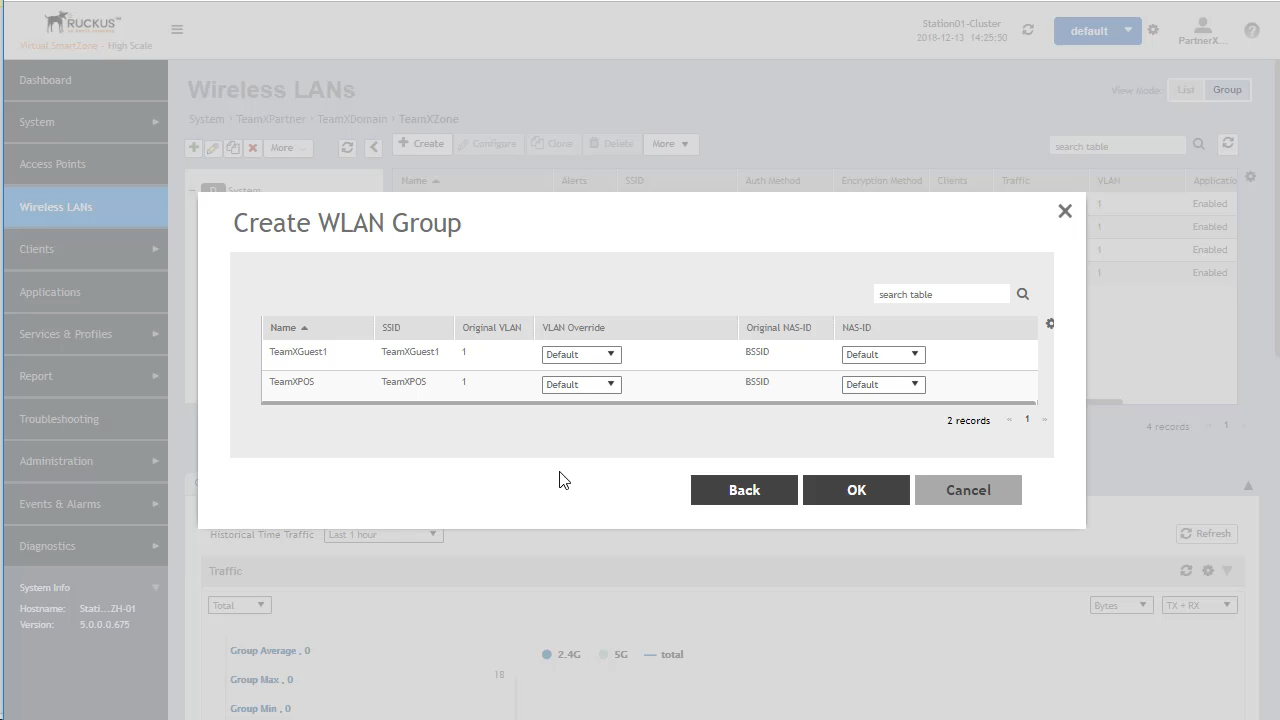 RUCKUS™
Virtual SmartZone - High Scale
Station01-Cluster
2018-12-13 14:25:50
default
PartnerX...
Dashboard
System
Access Points
Wireless LANs
Clients
Applications
Services & Profiles
Report
Troubleshooting
Administration
Events & Alarms
Diagnostics
System Info
Hostname: Stati...ZH-01
Version: 5.0.0.0.675
Wireless LANs
View Mode: List Group
System › TeamXPartner › TeamXDomain › TeamXZone
More Create Configure Clone Delete More search table
D System
Name Alerts SSID Auth Method Encryption Method Clients Traffic VLAN Applicatio
1 Enabled
1 Enabled
1 Enabled
1 Enabled
4 records « 1
Create WLAN Group
search table
Name SSID Original VLAN VLAN Override Original NAS-ID NAS-ID
TeamXGuest1 TeamXGuest1 1 Default BSSID Default
TeamXPOS TeamXPOS 1 Default BSSID Default
2 records « 1 »
Back OK Cancel
Historical Time Traffic Last 1 hour Refresh
Traffic
Total Bytes TX + RX
Group Average , 0
Group Max , 0
Group Min , 0
2.4G 5G total
18